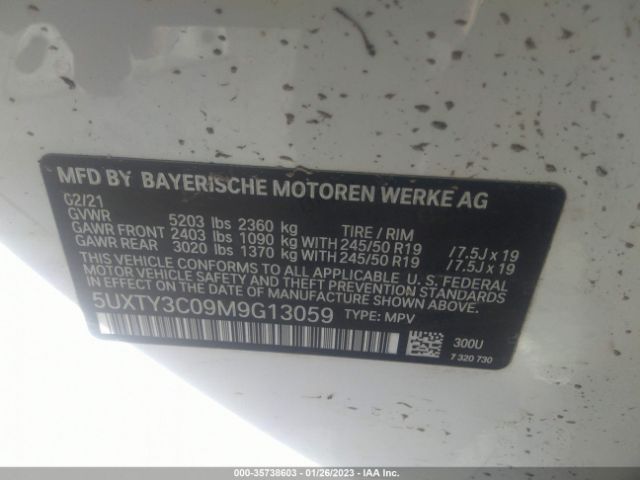 MFD BY BAYERISCHE MOTOREN WERKE AG
02/21
GVWR 5203 lbs 2360 kg TIRE / RIM
GAWR FRONT 2403 lbs 1090 kg WITH 245/50 R19 / 7.5J x 19
GAWR REAR 3020 lbs 1370 kg WITH 245/50 R19 / 7.5J x 19
THIS VEHICLE CONFORMS TO ALL APPLICABLE U. S. FEDERAL
MOTOR VEHICLE SAFETY AND THEFT PREVENTION STANDARDS
IN EFFECT ON THE DATE OF MANUFACTURE SHOWN
ABOVE.
5UXTY3C09M9G13059 TYPE: MPV
300U
7 320 730
000-35738603 - 01/26/2023 - IAA Inc.